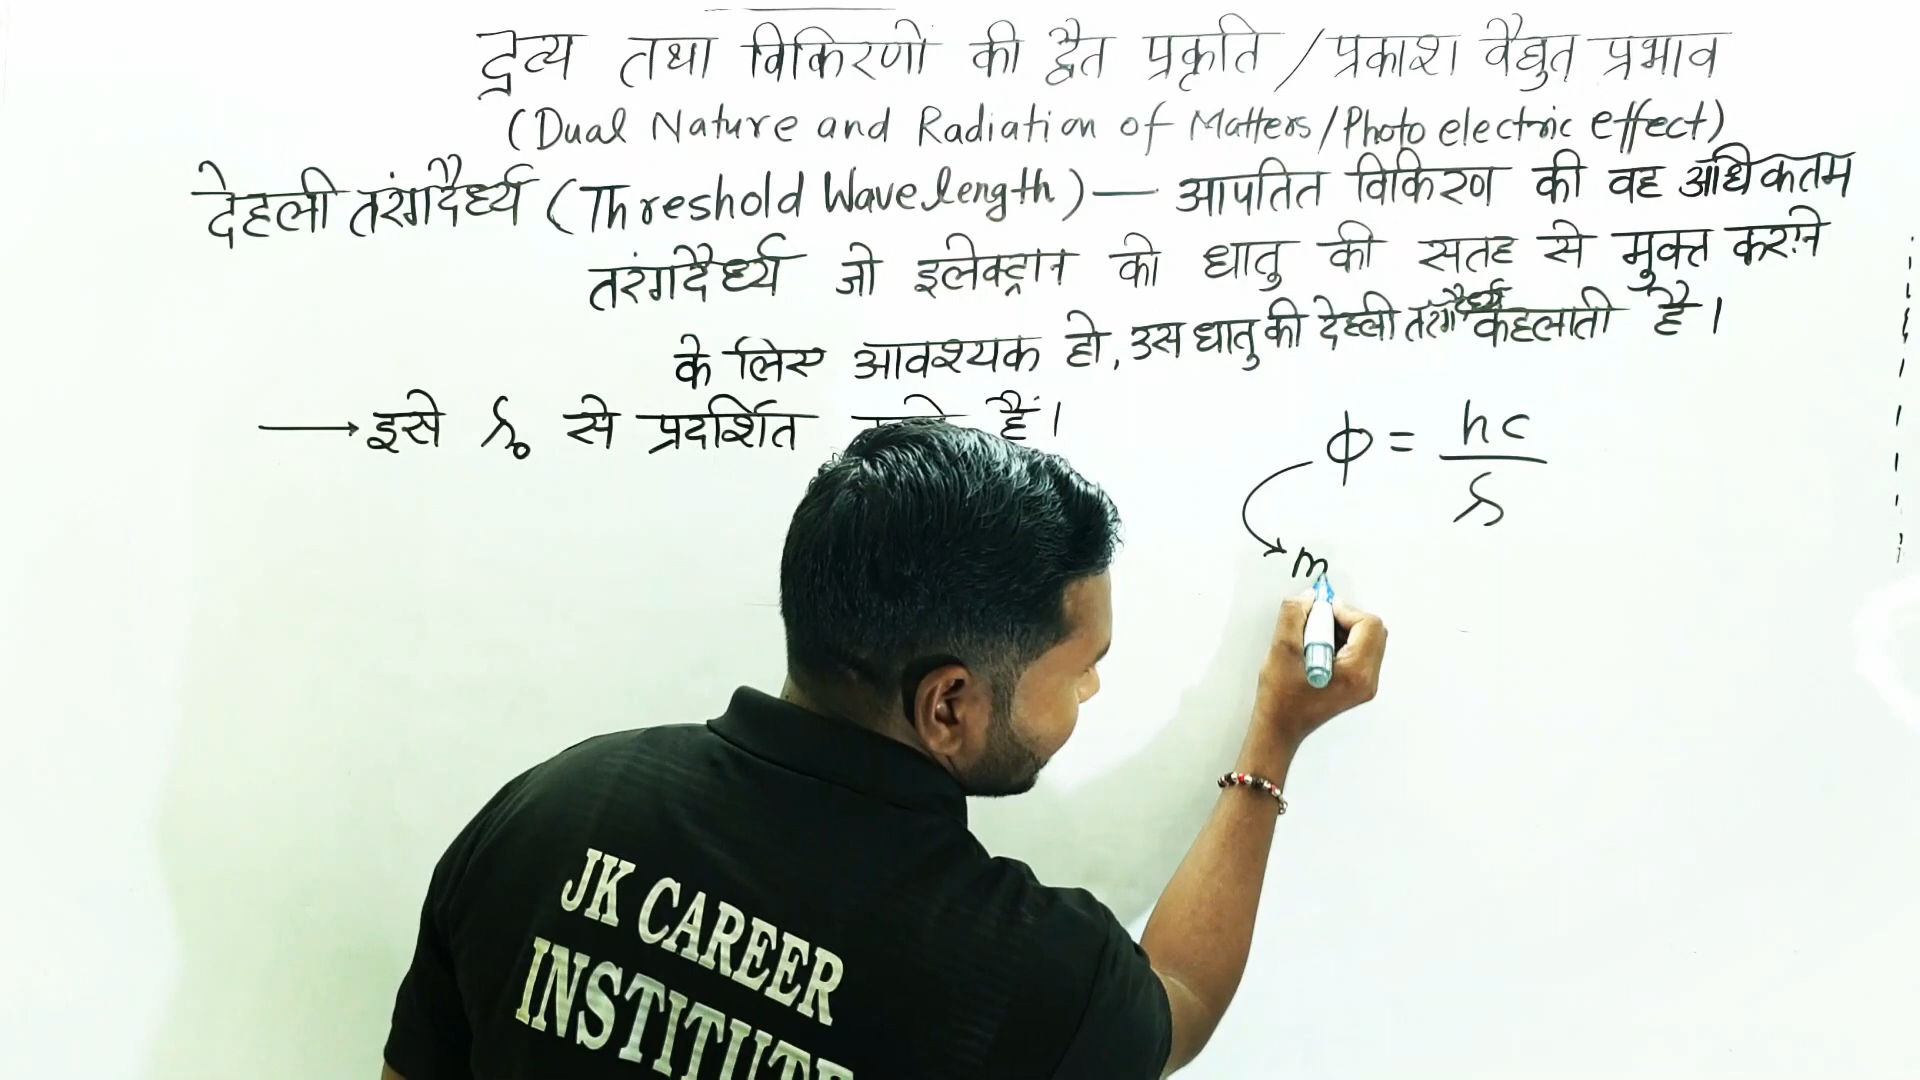 द्रव्य तथा विकिरणों की द्वैत प्रकृति / प्रकाश वैद्युत प्रभाव
(Dual Nature and Radiation of Matters/Photo electric effect)
देहली तरंगदैर्ध्य (Threshold Wavelength) — आपतित विकिरण की वह अधिकतम
तरंगदैर्ध्य जो इलेक्ट्रान को धातु की सतह से मुक्त करने
के लिए आवश्यक हो, उस धातु की देहली तरंगदैर्ध्य कहलाती है।
→ इसे λ₀ से प्रदर्शित हैं।
ϕ = hc / λ
m
JK CAREER
INSTITUTE